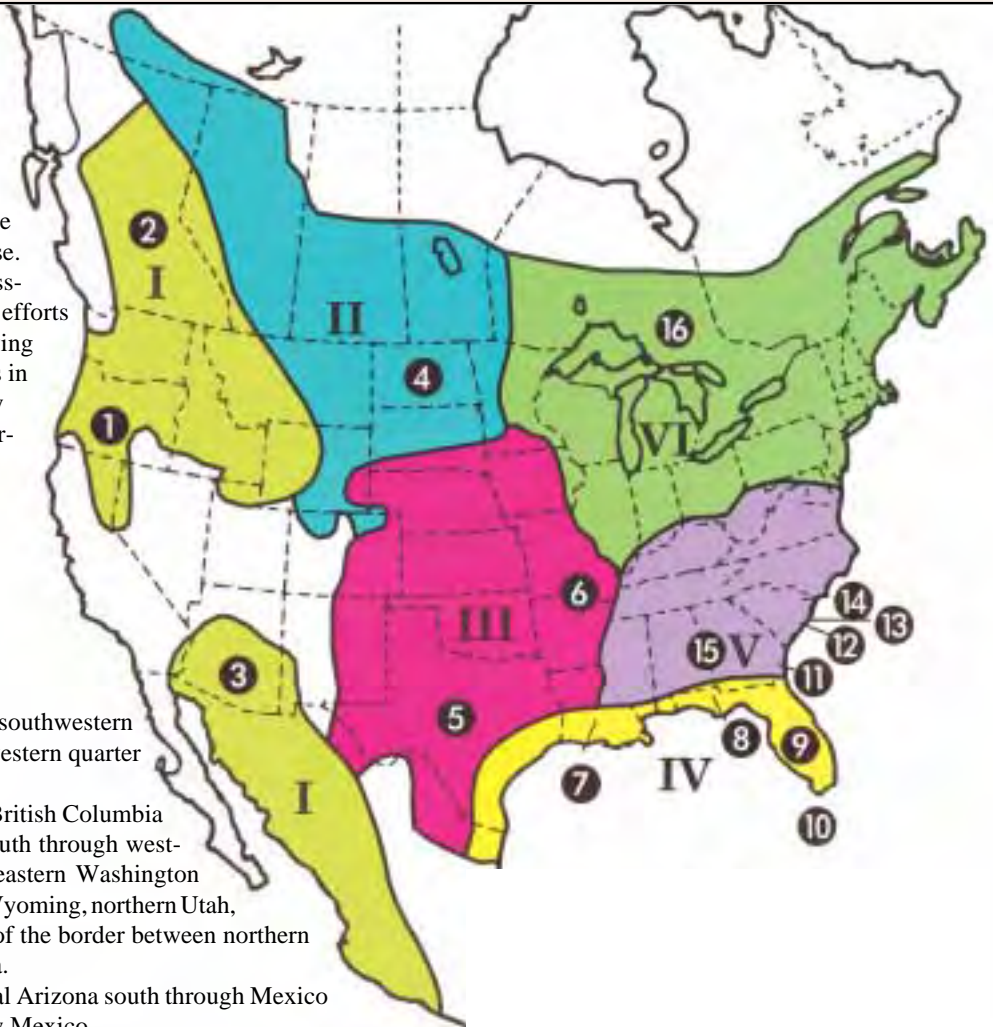 e
se.
ss-
efforts
ing
s in
y
r-
2
I
II
16
4
1
VI
6
III
14
13
12
15 V
11
3
5
8
9
7
IV
10
southwestern
estern quarter
I
British Columbia
uth through west-
eastern Washington
Wyoming, northern Utah,
of the border between northern
a.
al Arizona south through Mexico
w Mexico